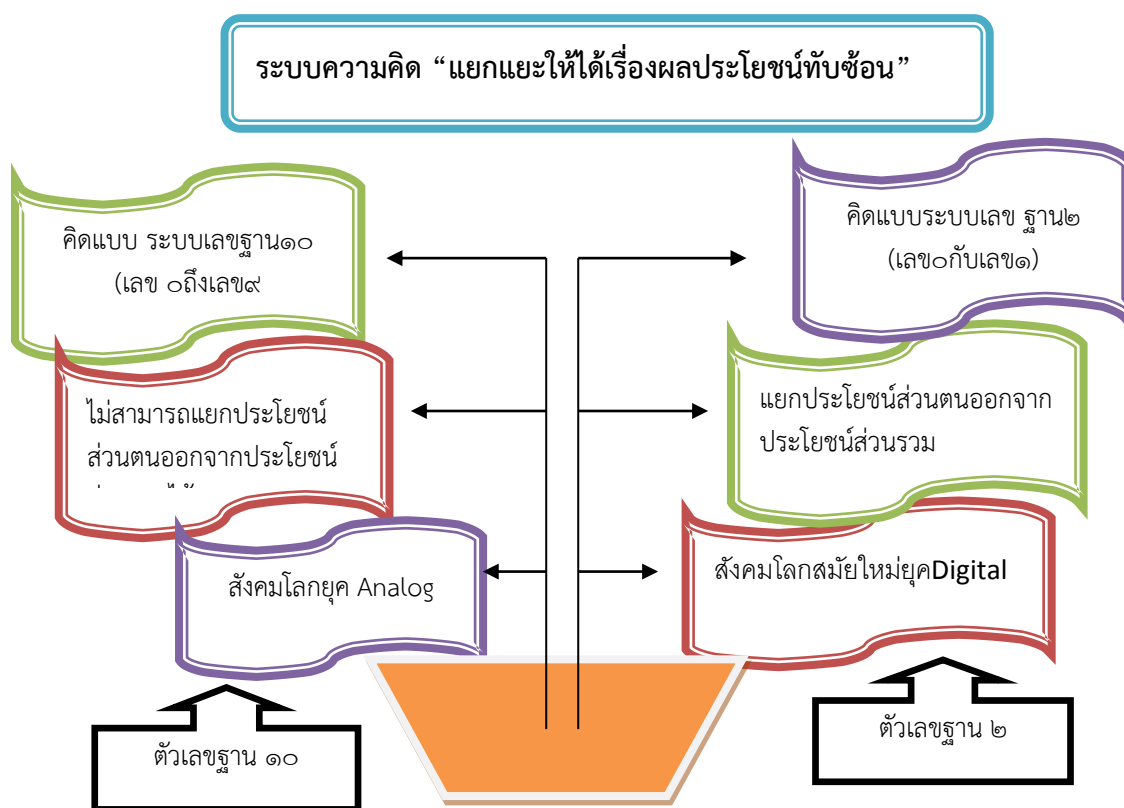 ระบบความคิด “แยกแยะให้ได้เรื่องผลประโยชน์ทับซ้อน”
คิดแบบ ระบบเลขฐาน๑๐
(เลข ๐ถึงเลข๙
ไม่สามารถแยกประโยชน์
ส่วนตนออกจากประโยชน์
สังคมโลกยุค Analog
ตัวเลขฐาน ๑๐
คิดแบบระบบเลข ฐาน๒
(เลข๐กับเลข๑)
แยกประโยชน์ส่วนตนออกจาก
ประโยชน์ส่วนรวม
สังคมโลกสมัยใหม่ยุคDigital
ตัวเลขฐาน ๒